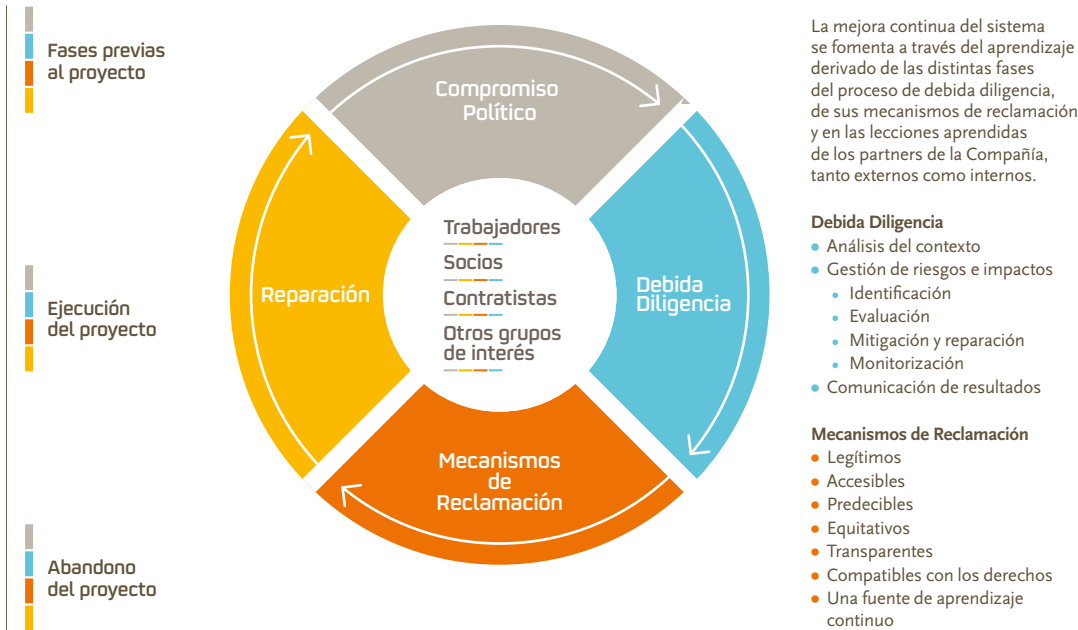 Fases previas
al proyecto
Ejecución
del proyecto
Abandono
del proyecto
Compromiso
Político
Debida
Diligencia
Mecanismos
de
Reclamación
Reparación
Trabajadores
Socios
Contratistas
Otros grupos
de interés
La mejora continua del sistema
se fomenta a través del aprendizaje
derivado de las distintas fases
del proceso de debida diligencia,
de sus mecanismos de reclamación
y en las lecciones aprendidas
de los partners de la Compañía,
tanto externos como internos.
Debida Diligencia
• Análisis del contexto
• Gestión de riesgos e impactos
• Identificación
• Evaluación
• Mitigación y reparación
• Monitorización
• Comunicación de resultados
Mecanismos de Reclamación
• Legítimos
• Accesibles
• Predecibles
• Equitativos
• Transparentes
• Compatibles con los derechos
• Una fuente de aprendizaje
continuo